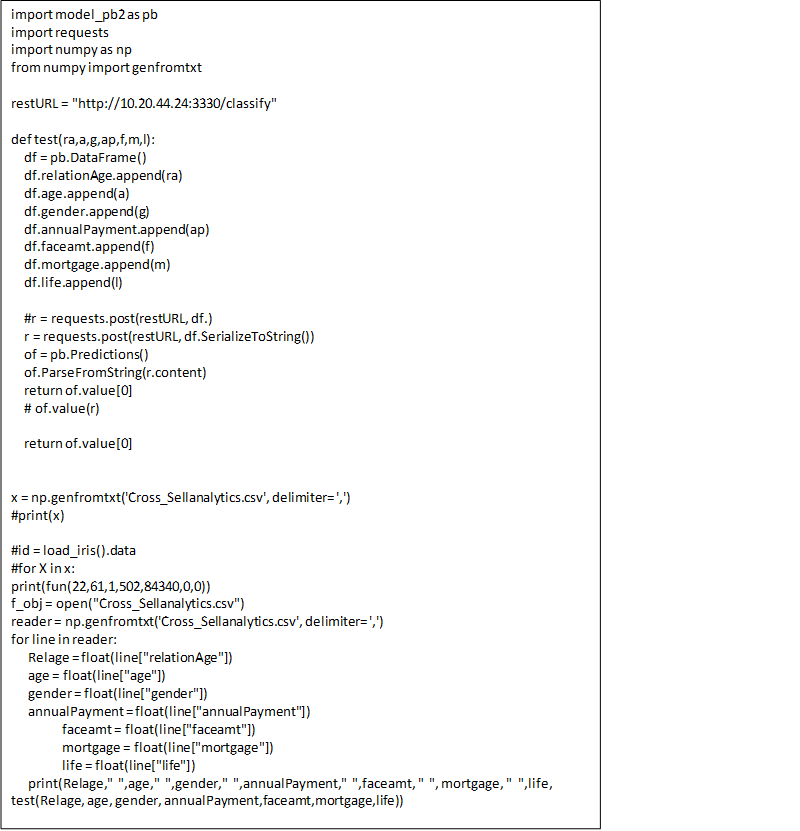 import model_pb2 as pb
import requests
import numpy as np
from numpy import genfromtxt

restURL = "http://10.20.44.24:3330/classify"

def test(ra,a,g,ap,f,m,l):
    df = pb.DataFrame()
    df.relationAge.append(ra)
    df.age.append(a)
    df.gender.append(g)
    df.annualPayment.append(ap)
    df.faceamt.append(f)
    df.mortgage.append(m)
    df.life.append(l)

    #r = requests.post(restURL, df.)
    r = requests.post(restURL, df.SerializeToString())
    of = pb.Predictions()
    of.ParseFromString(r.content)
    return of.value[0]
    # of.value(r)

    return of.value[0]


x = np.genfromtxt('Cross_Sellanalytics.csv', delimiter=',')
#print(x)

#id = load_iris().data
#for X in x:
print(fun(22,61,1,502,84340,0,0))
f_obj = open("Cross_Sellanalytics.csv")
reader = np.genfromtxt('Cross_Sellanalytics.csv', delimiter=',')
for line in reader:
     Relage = float(line["relationAge"])
     age = float(line["age"])
     gender = float(line["gender"])
     annualPayment = float(line["annualPayment"])
               faceamt = float(line["faceamt"])
               mortgage = float(line["mortgage"])
               life = float(line["life"])
     print(Relage," ",age," ",gender," ",annualPayment," ",faceamt, " ", mortgage, " ",life,
test(Relage, age, gender, annualPayment,faceamt,mortgage,life))